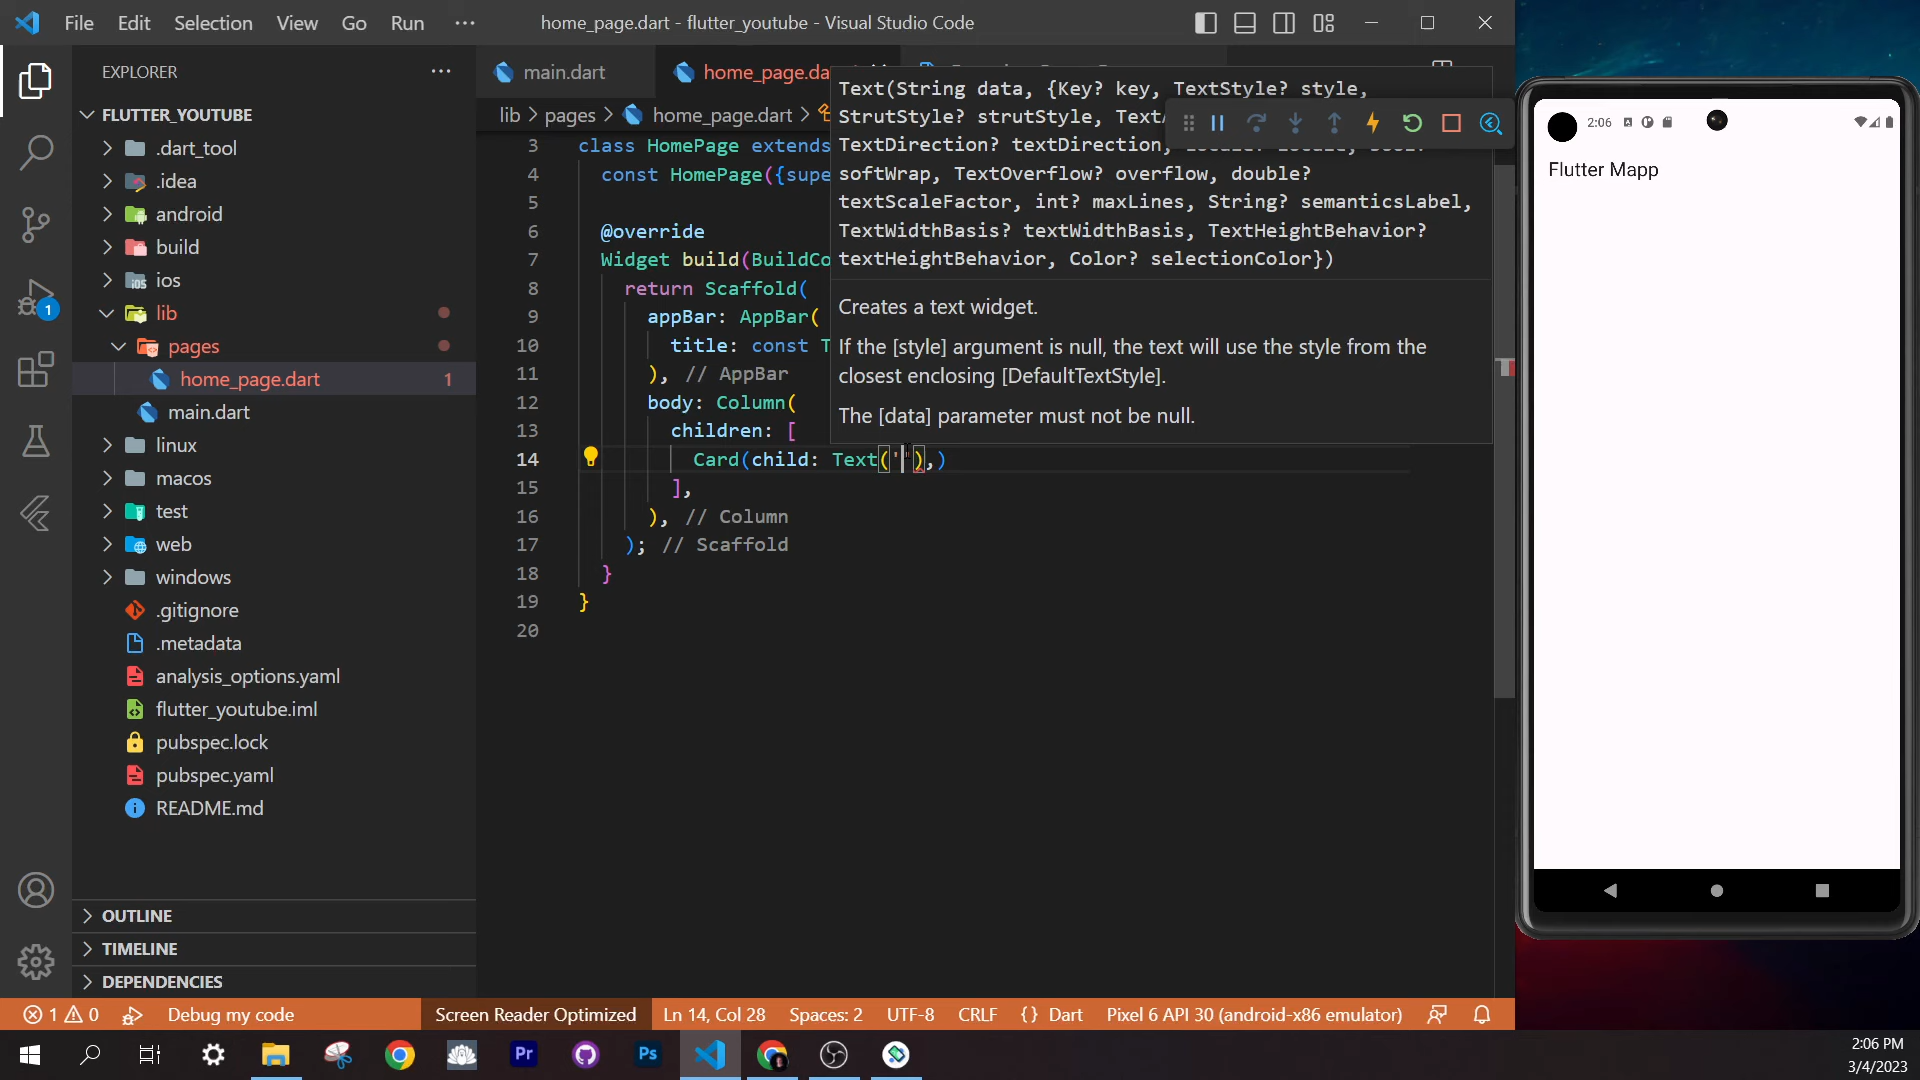 File Edit Selection View Go Run ···
home_page.dart - flutter_youtube - Visual Studio Code
EXPLORER
FLUTTER_YOUTUBE
.dart_tool
.idea
android
build
ios
lib
pages
home_page.dart 1
main.dart
linux
macos
test
web
windows
.gitignore
.metadata
analysis_options.yaml
flutter_youtube.iml
pubspec.lock
pubspec.yaml
README.md
OUTLINE
TIMELINE
DEPENDENCIES
1
main.dart
home_page.da
lib > pages > home_page.dart >
3 class HomePage extends
4 const HomePage({supe
5
6 @override
7 Widget build(BuildCo
8 return Scaffold(
9 appBar: AppBar(
10 title: const T
11 ), // AppBar
12 body: Column(
13 children: [
14 Card(child: Text(''),)
15 ],
16 ), // Column
17 ); // Scaffold
18 }
19 }
20
Text(String data, {Key? key, TextStyle? style,
StrutStyle? strutStyle, TextA
TextDirection? textDirection,
softWrap, TextOverflow? overflow, double?
textScaleFactor, int? maxLines, String? semanticsLabel,
TextWidthBasis? textWidthBasis, TextHeightBehavior?
textHeightBehavior, Color? selectionColor})
Creates a text widget.
If the [style] argument is null, the text will use the style from the
closest enclosing [DefaultTextStyle].
The [data] parameter must not be null.
2:06
Flutter Mapp
1 0 Debug my code Screen Reader Optimized Ln 14, Col 28 Spaces: 2 UTF-8 CRLF {} Dart Pixel 6 API 30 (android-x86 emulator)
Pr
Ps
2:06 PM
3/4/2023